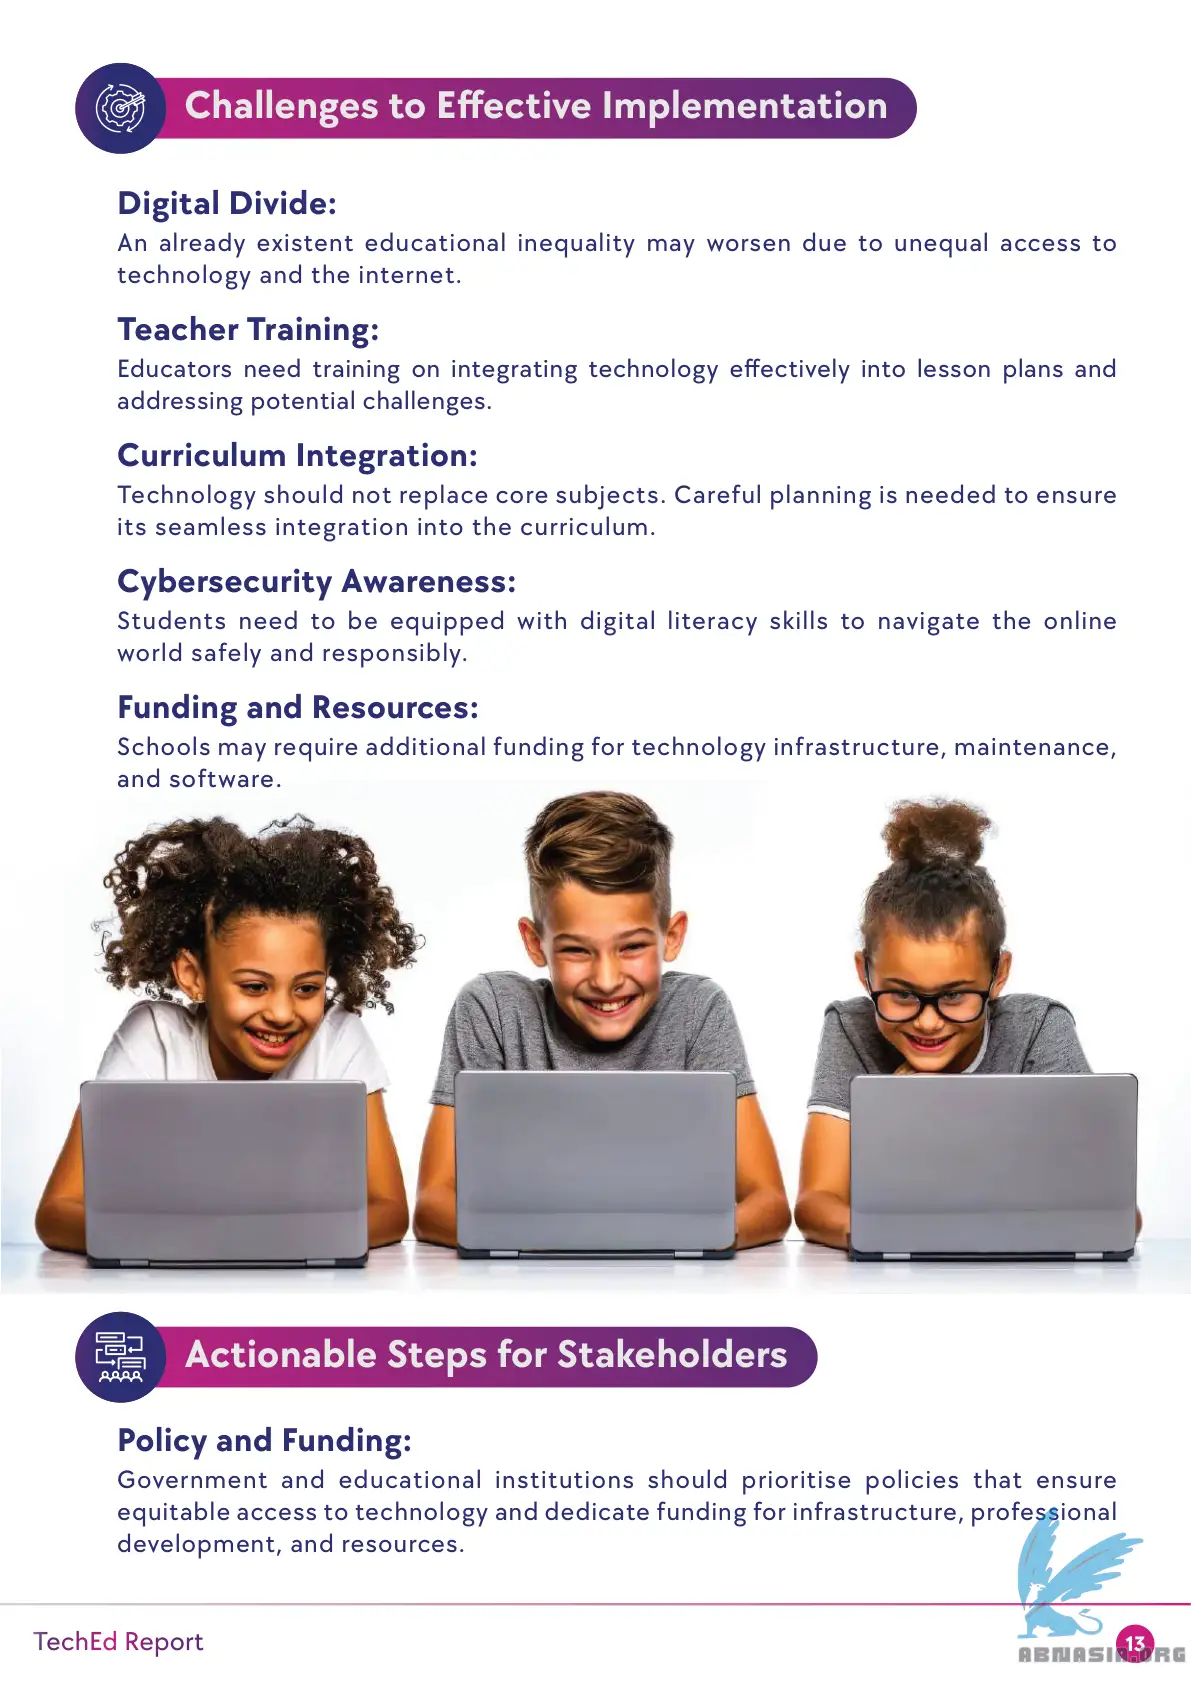 Challenges to Effective Implementation
Digital Divide:
An already existent educational inequality may worsen due to unequal access to
technology and the internet.
Teacher Training:
Educators need training on integrating technology effectively into lesson plans and
addressing potential challenges.
Curriculum Integration:
Technology should not replace core subjects. Careful planning is needed to ensure
its seamless integration into the curriculum.
Cybersecurity Awareness:
Students need to be equipped with digital literacy skills to navigate the online
world safely and responsibly.
Funding and Resources:
Schools may require additional funding for technology infrastructure, maintenance,
and software.
Actionable Steps for Stakeholders
Policy and Funding:
Government and educational institutions should prioritise policies that ensure
equitable access to technology and dedicate funding for infrastructure, professional
development, and resources.
TechEd Report
13
ABNASIA.ORG